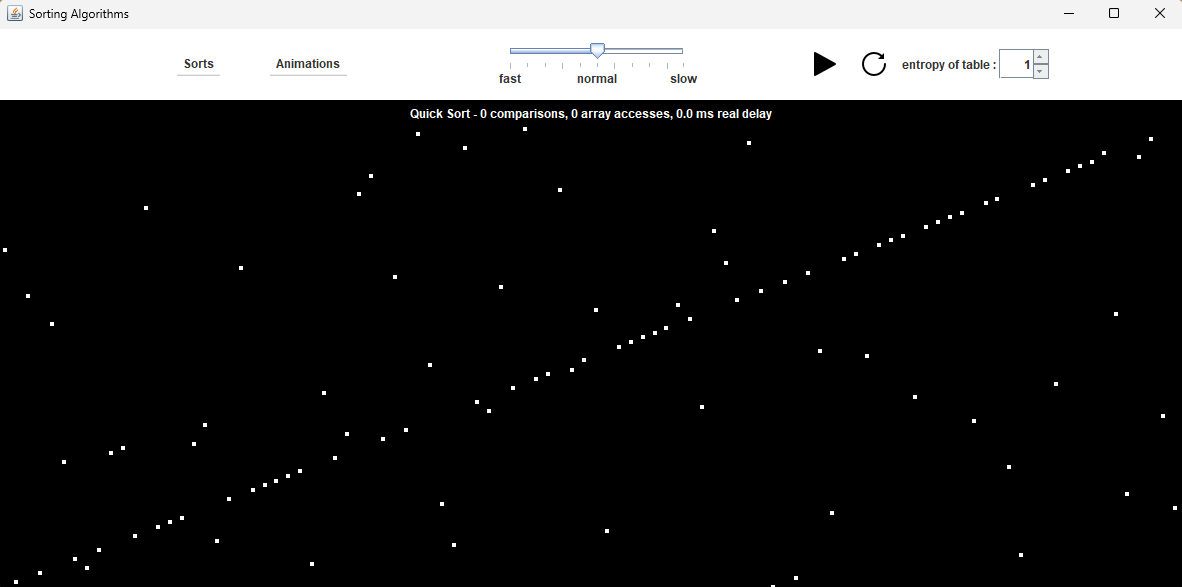 Sorting Algorithms
Sorts Animations fast normal slow entropy of table : 1
Quick Sort - 0 comparisons, 0 array accesses, 0.0 ms real delay